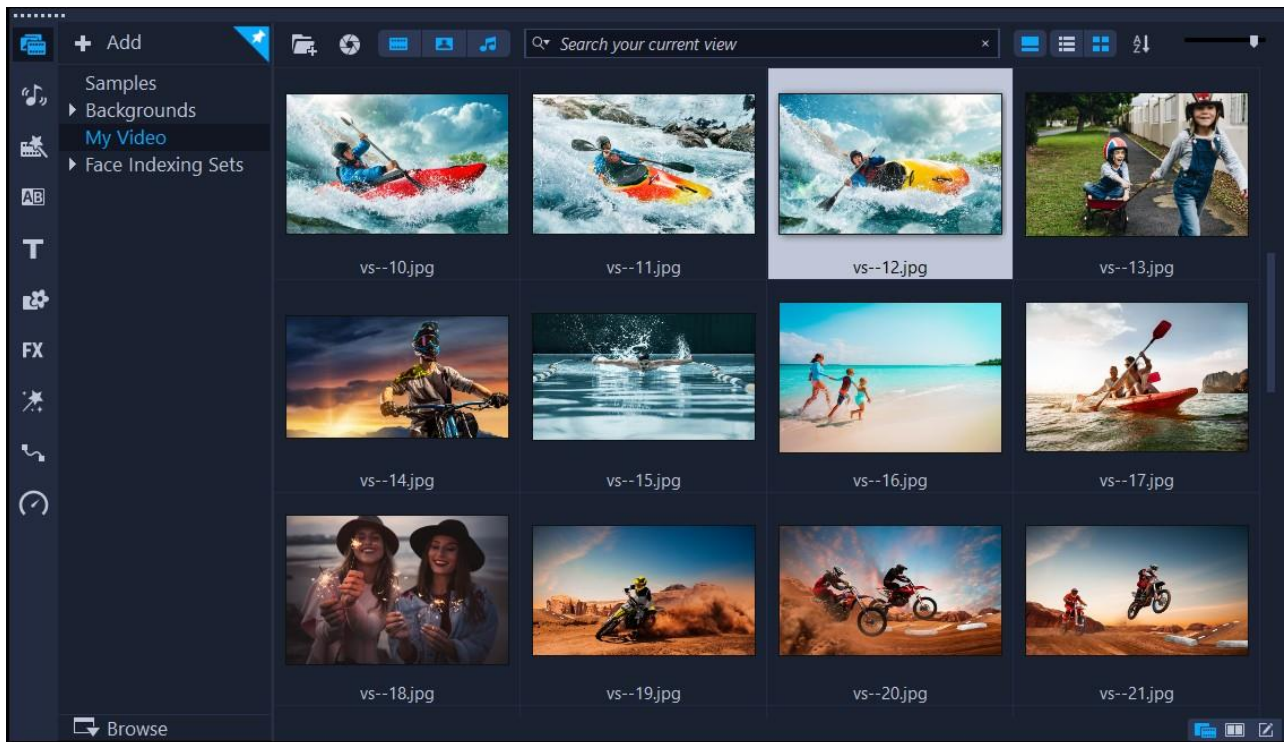 Add
Search your current view
×
Samples
Backgrounds
My Video
Face Indexing Sets
AB
T
FX
A
Z
vs--10.jpg
vs--11.jpg
vs--12.jpg
vs--13.jpg
vs--14.jpg
vs--15.jpg
vs--16.jpg
vs--17.jpg
vs--18.jpg
vs--19.jpg
vs--20.jpg
vs--21.jpg
Browse